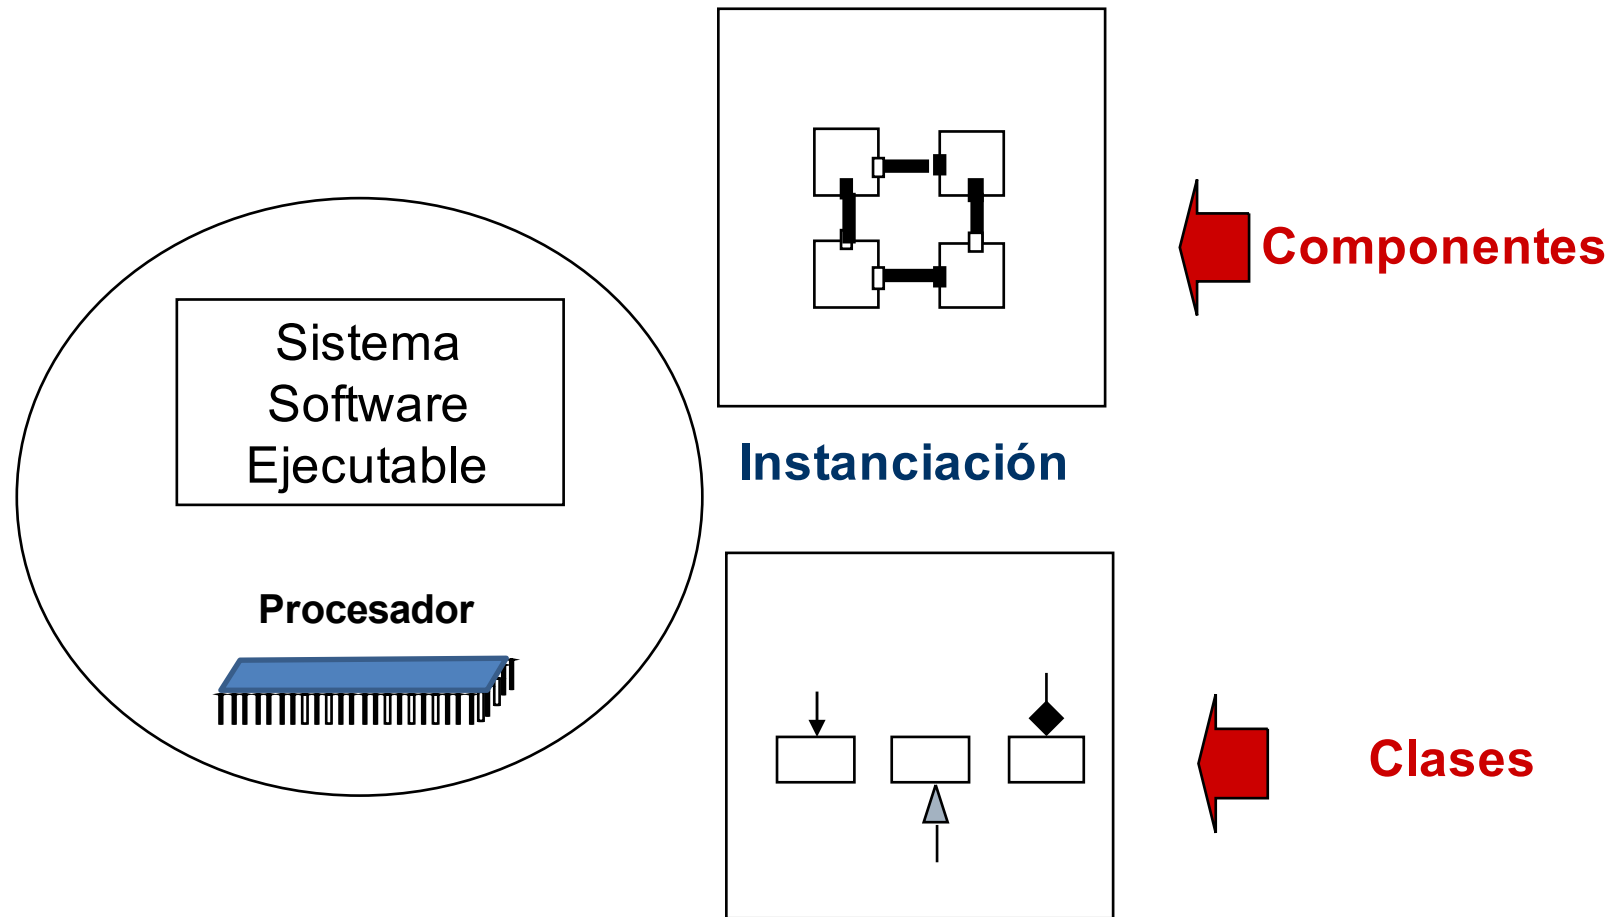 Sistema
Software
Ejecutable
Procesador
Instanciación
Componentes
Clases